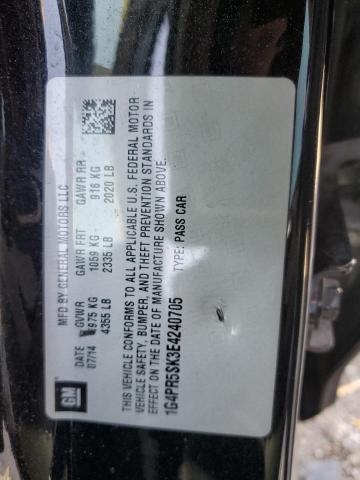 MFD BY GENERAL MOTORS LLC
DATE GVWR GAWR FRT GAWR RR
07/14 1975 KG 1059 KG 916 KG
4355 LB 2335 LB 2020 LB
GM
THIS VEHICLE CONFORMS TO ALL APPLICABLE U.S. FEDERAL MOTOR
VEHICLE SAFETY, BUMPER, AND THEFT PREVENTION STANDARDS IN
EFFECT ON THE DATE OF MANUFACTURE SHOWN ABOVE.
1G4PR5SK3E4240705 TYPE: PASS CAR